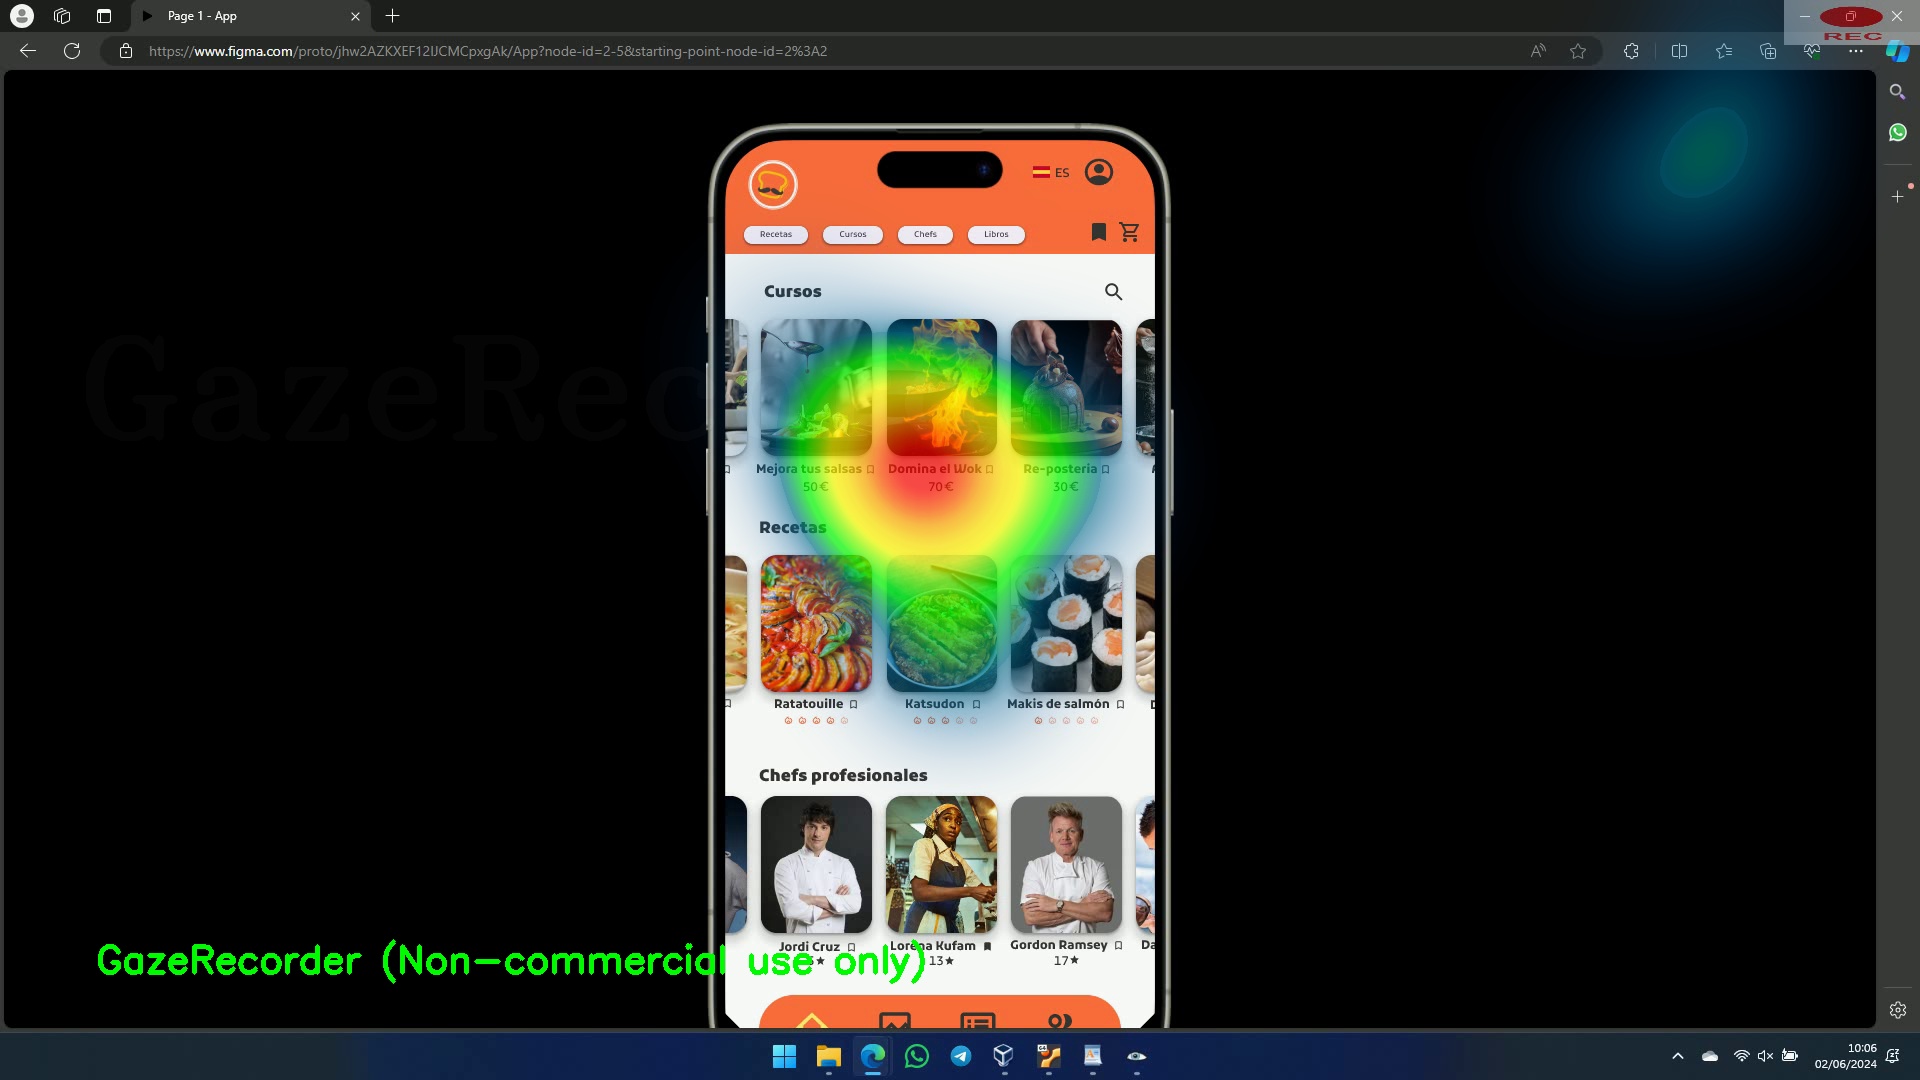 Page 1 - App
REC
https://www.figma.com/proto/jhw2AZKXEF12IJCMCpxgAk/App?node-id=2-5&starting-point-node-id=2%3A2
ES
Recetas Cursos Chefs Libros
Cursos
GazeRec
Mejora tus salsas Domina el Wok Re-postería
50€ 70€ 30€
Recetas
Ratatouille Katsudon Makis de salmón
Chefs profesionales
Jordi Cruz Lorena Kufam Gordon Ramsey Da
13★ 17★
GazeRecorder (Non-commercial use only)
10:06
02/06/2024